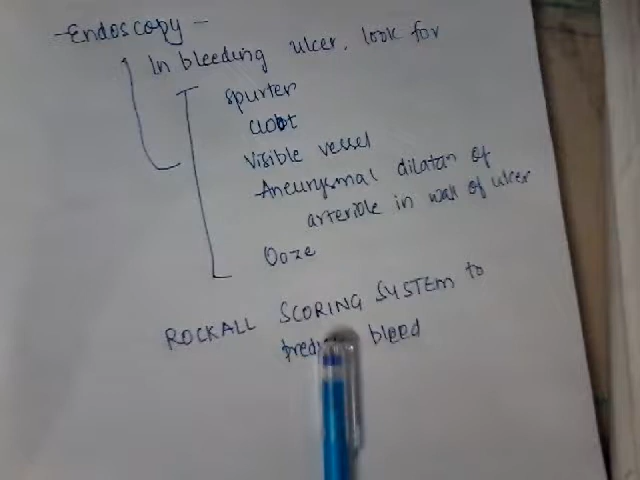 -Endoscopy-
In bleeding ulcer, look for
spurter
clot
visible vessel
Aneurysmal dilatan of
arteriole in wall of ulcer
Ooze
ROCKALL SCORING SYSTEM to
bleed